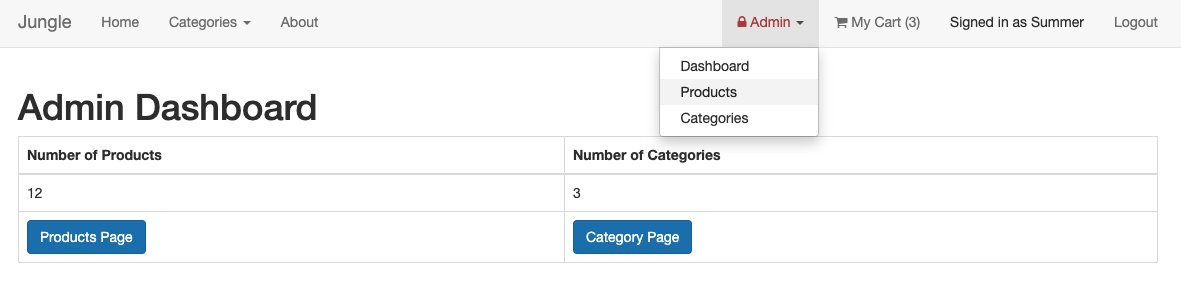 Jungle Home Categories About Admin My Cart (3) Signed in as Summer Logout
Dashboard
Products
Categories
Admin Dashboard
Number of Products Number of Categories
12 3
Products Page Category Page